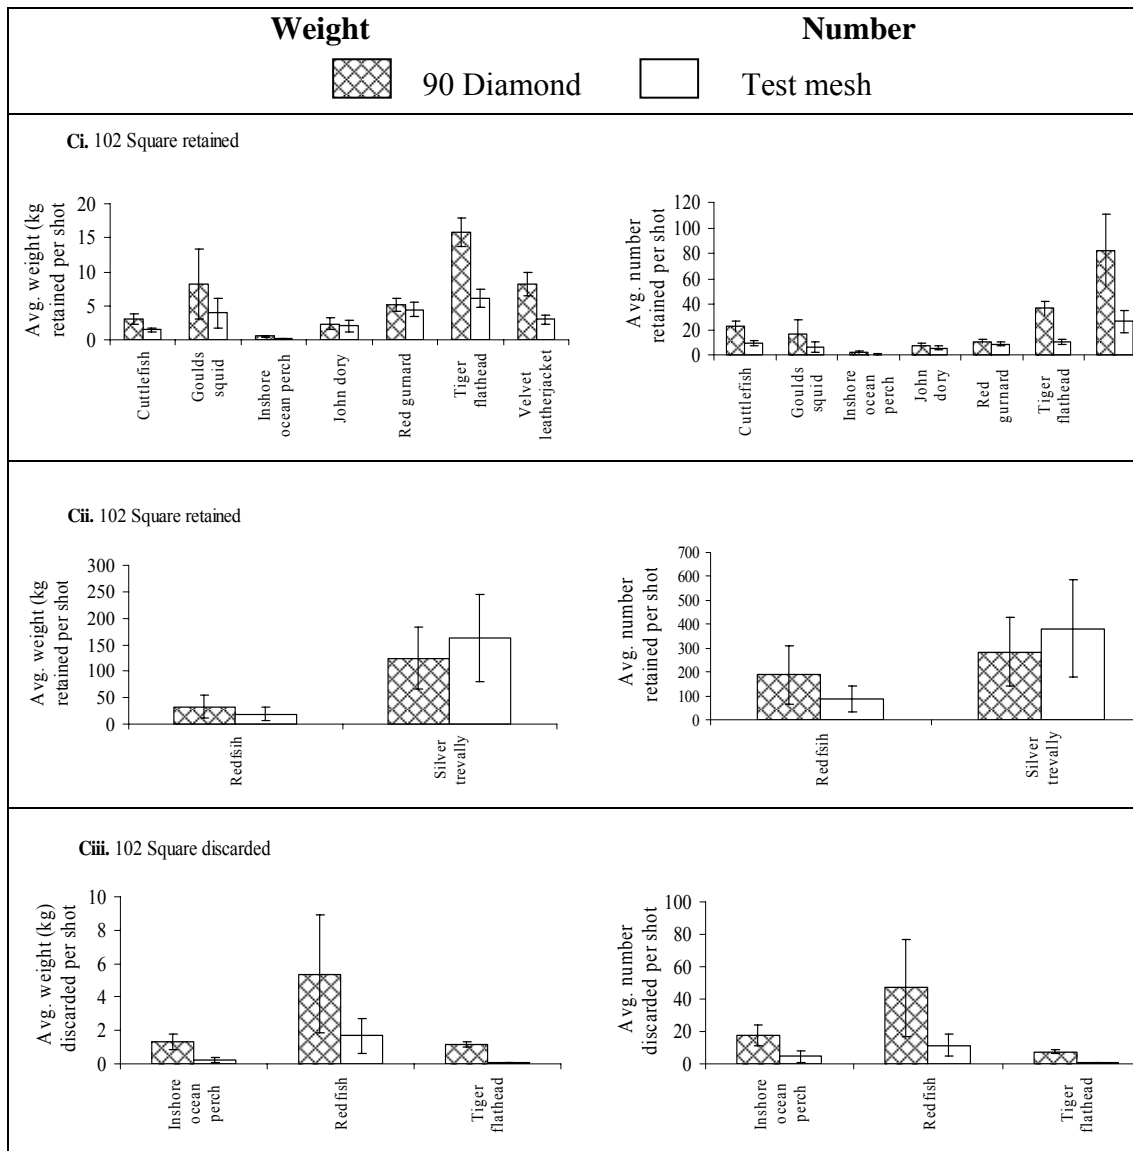 Weight Number
90 Diamond Test mesh
Ci. 102 Square retained
Avg. weight (kg
retained per shot
20
15
10
5
0
Cuttlefish
Goulds
squid
Inshore
ocean perch
John dory
Red gurnard
Tiger
flathead
Velvet
leatherjacket
Avg. number
retained per shot
120
100
80
60
40
20
0
Cuttlefish
Goulds
squid
Inshore
ocean
perch
John
dory
Red
gurnard
Tiger
flathead
Cii. 102 Square retained
Avg. weight (kg
retained per shot
300
250
200
150
100
50
0
Redfsih
Silver
trevally
Avg. number
retained per shot
700
600
500
400
300
200
100
0
Redfsih
Silver
trevally
Ciii. 102 Square discarded
Avg. weight (kg)
discarded per shot
10
8
6
4
2
0
Inshore
ocean
perch
Redfish
Tiger
flathead
Avg. number
discarded per shot
100
80
60
40
20
0
Inshore
ocean
perch
Redfish
Tiger
flathead